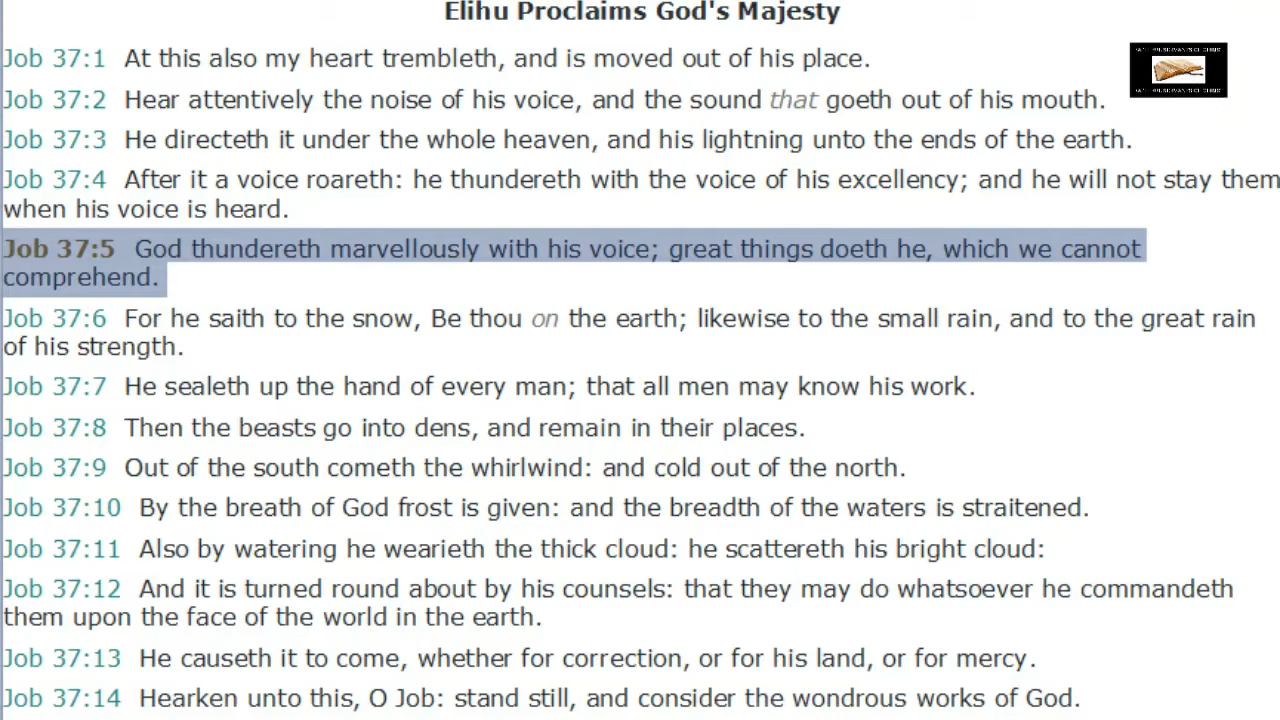 Elihu Proclaims God's Majesty
Job 37:1 At this also my heart trembleth, and is moved out of his place.
Job 37:2 Hear attentively the noise of his voice, and the sound that goeth out of his mouth.
Job 37:3 He directeth it under the whole heaven, and his lightning unto the ends of the earth.
Job 37:4 After it a voice roareth: he thundereth with the voice of his excellency; and he will not stay them
when his voice is heard.
Job 37:5 God thundereth marvellously with his voice; great things doeth he, which we cannot
comprehend.
Job 37:6 For he saith to the snow, Be thou on the earth; likewise to the small rain, and to the great rain
of his strength.
Job 37:7 He sealeth up the hand of every man; that all men may know his work.
Job 37:8 Then the beasts go into dens, and remain in their places.
Job 37:9 Out of the south cometh the whirlwind: and cold out of the north.
Job 37:10 By the breath of God frost is given: and the breadth of the waters is straitened.
Job 37:11 Also by watering he wearieth the thick cloud: he scattereth his bright cloud:
Job 37:12 And it is turned round about by his counsels: that they may do whatsoever he commandeth
them upon the face of the world in the earth.
Job 37:13 He causeth it to come, whether for correction, or for his land, or for mercy.
Job 37:14 Hearken unto this, O Job: stand still, and consider the wondrous works of God.